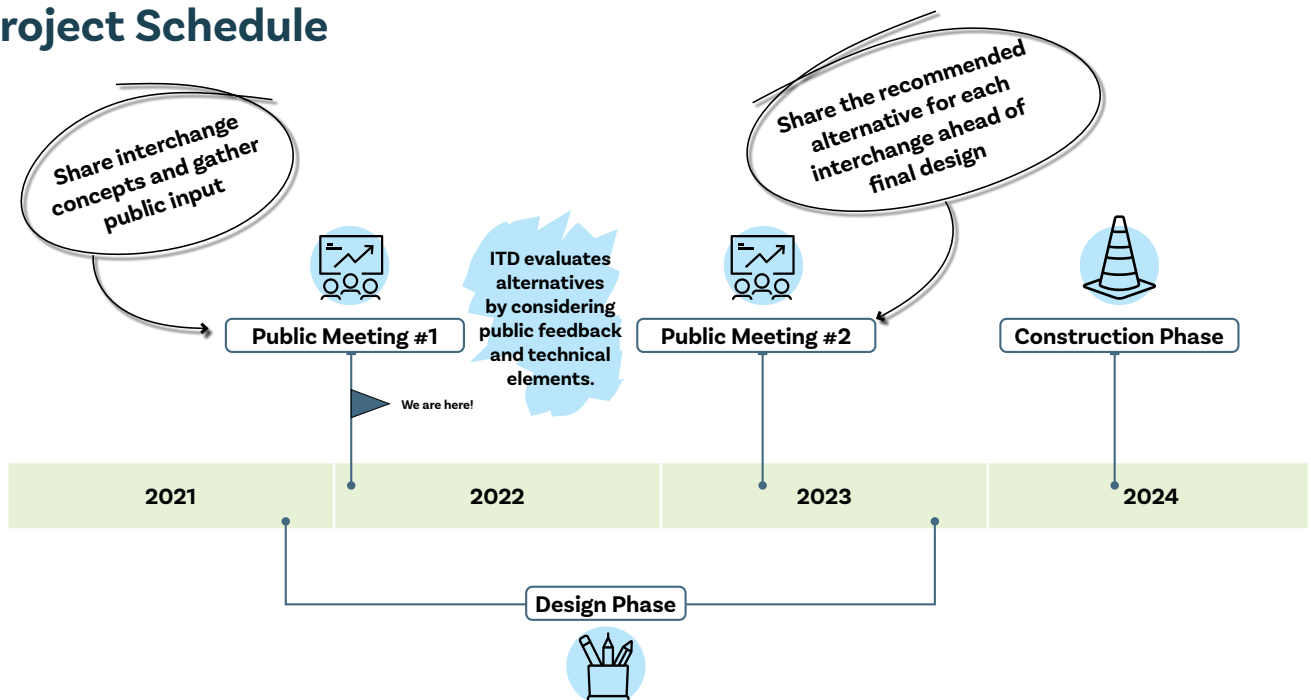 roject Schedule
Share interchange
concepts and gather
public input
Share the recommended
alternative for each
interchange ahead of
final design
ITD evaluates
alternatives
by considering
public feedback
and technical
elements.
Public Meeting #1
Public Meeting #2
Construction Phase
We are here!
2021
2022
2023
2024
Design Phase